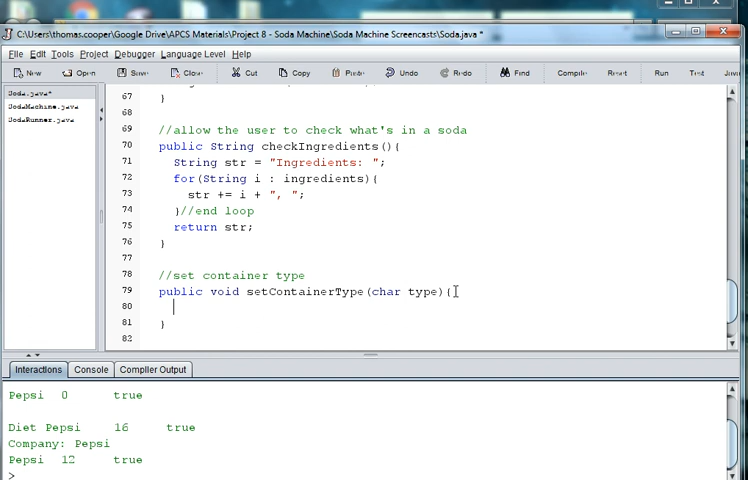 C:\Users\thomas.cooper\Google Drive\APCS Materials\Project 8 - Soda Machine\Soda Machine Screencasts\Soda.java *
File Edit Tools Project Debugger Language Level Help
New Open Save Close Cut Copy Paste Undo Redo Find Compile Reset Run Test
Soda.java*
SodaMachine.java
SodaRunner.java
67 }
68
69 //allow the user to check what's in a soda
70 public String checkIngredients(){
71 String str = "Ingredients: ";
72 for(String i : ingredients){
73 str += i + ", ";
74 }//end loop
75 return str;
76 }
77
78 //set container type
79 public void setContainerType(char type){
80
81 }
82
Interactions Console Compiler Output
Pepsi 0 true
Diet Pepsi 16 true
Company: Pepsi
Pepsi 12 true
>